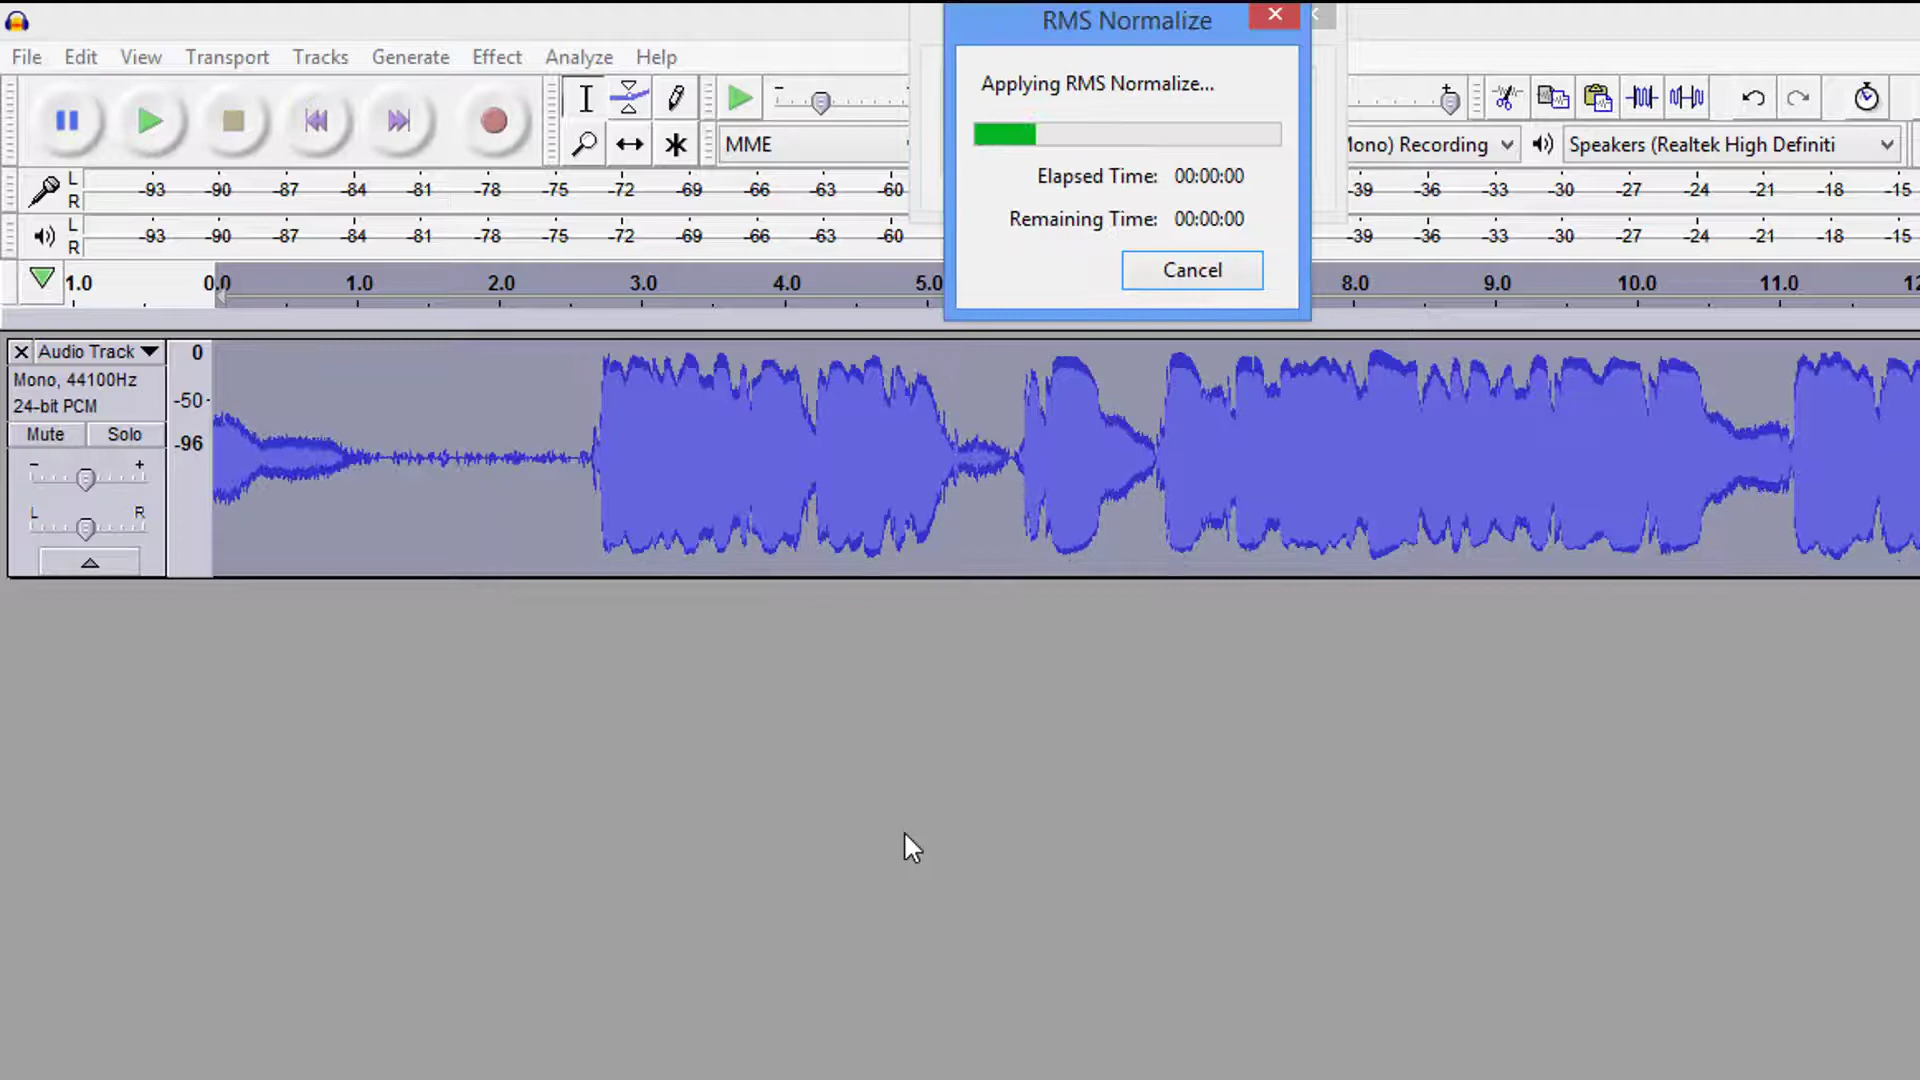 RMS Normalize
File Edit View Transport Tracks Generate Effect Analyze Help
Applying RMS Normalize...
MME
Recording
Speakers (Realtek High Definiti
Elapsed Time: 00:00:00
L
R
-93 -90 -87 -84 -81 -78 -75 -72 -69 -66 -63 -60 -39 -36 -33 -30 -27 -24 -21 -18 -15
Remaining Time: 00:00:00
L
R
-93 -90 -87 -84 -81 -78 -75 -72 -69 -66 -63 -60 -39 -36 -33 -30 -27 -24 -21 -18 -15
Cancel
1.0 0.0 1.0 2.0 3.0 4.0 5.0 8.0 9.0 10.0 11.0 12
Audio Track
0
Mono, 44100Hz
24-bit PCM
-50
Mute Solo
-96
- +
L R